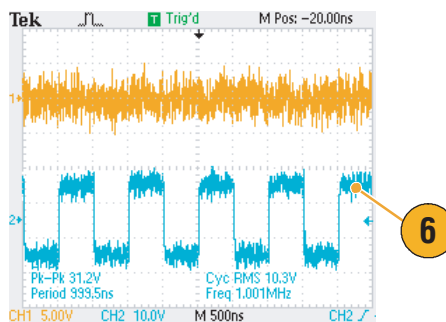 Tek T Trig'd M Pos: -20.00ns
1+
2+
6
Pk-Pk 31.2V Cyc RMS 10.3V
Period 999.5ns Freq 1.001MHz
CH1 5.00V CH2 10.0V M 500ns CH2